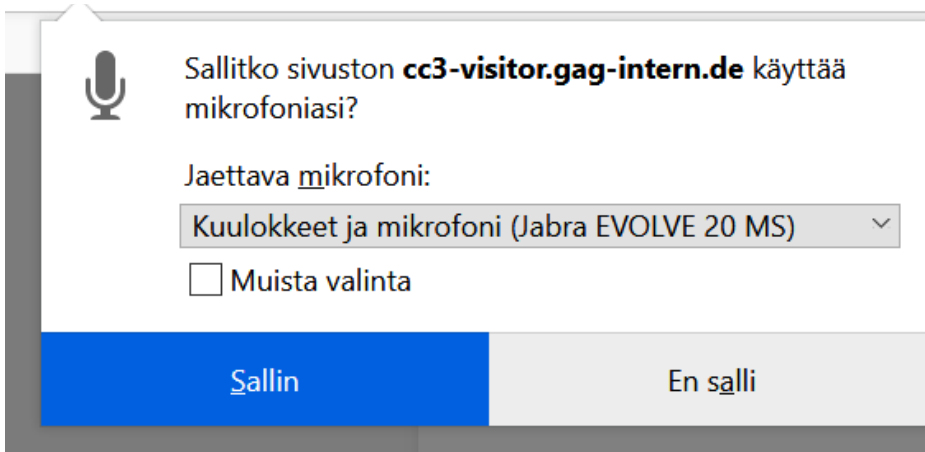 Sallitko sivuston cc3-visitor.gag-intern.de käyttää
mikrofoniasi?
Jaettava mikrofoni:
Kuulokkeet ja mikrofoni (Jabra EVOLVE 20 MS)
Muista valinta
Sallin
En salli